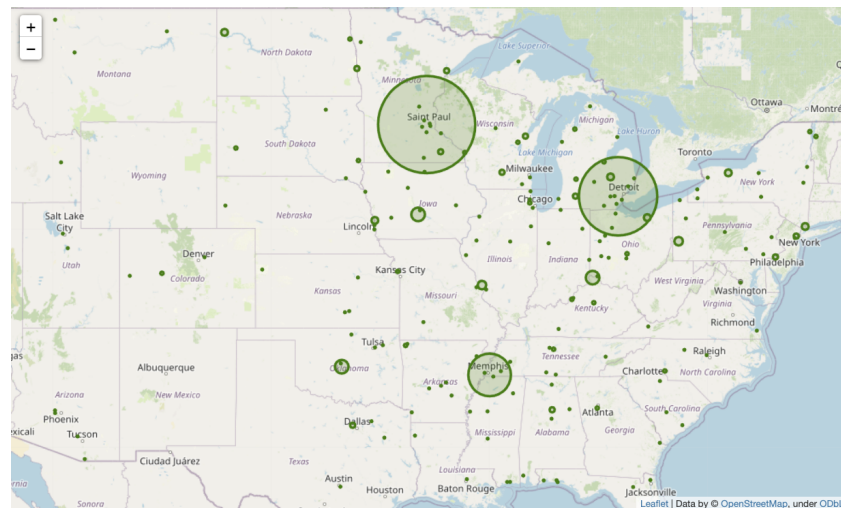 +
−
Lake Superior
North Dakota
Montana
Minnesota
Ottawa
Montré
Saint Paul
Wisconsin
Michigan
Lake Huron
South Dakota
Toronto
Lake Michigan
Milwaukee
Wyoming
Detroit
New York
Iowa
Chicago
Salt Lake
City
Nebraska
Lincoln
Pennsylvania
New York
Ohio
Denver
Utah
Illinois
Indiana
Philadelphia
Kansas City
Colorado
West Virginia
Washington
Kansas
Missouri
Virginia
Kentucky
Richmond
gas
Tulsa
Raleigh
Tennessee
Albuquerque
Oklahoma
Memphis
Charlotte
North Carolina
Arkansas
Arizona
New Mexico
Phoenix
South Carolina
Atlanta
Dallas
xicali
Tucson
Mississippi
Alabama
Georgia
Ciudad Juárez
Texas
Louisiana
Austin
Houston
Baton Rouge
Jacksonville
Sonora
Leaflet | Data by © OpenStreetMap, under ODbL